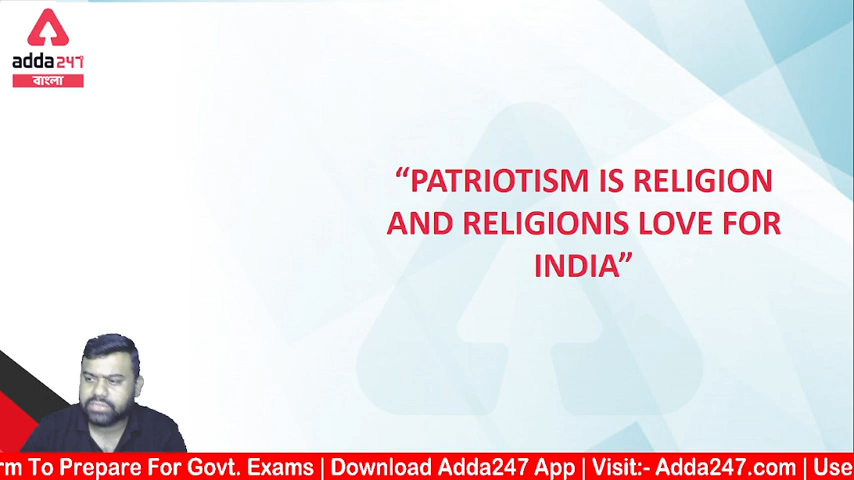 adda247
বাংলা
“PATRIOTISM IS RELIGION
AND RELIGIONIS LOVE FOR
INDIA”
rm To Prepare For Govt. Exams | Download Adda247 App | Visit:- Adda247.com | Use